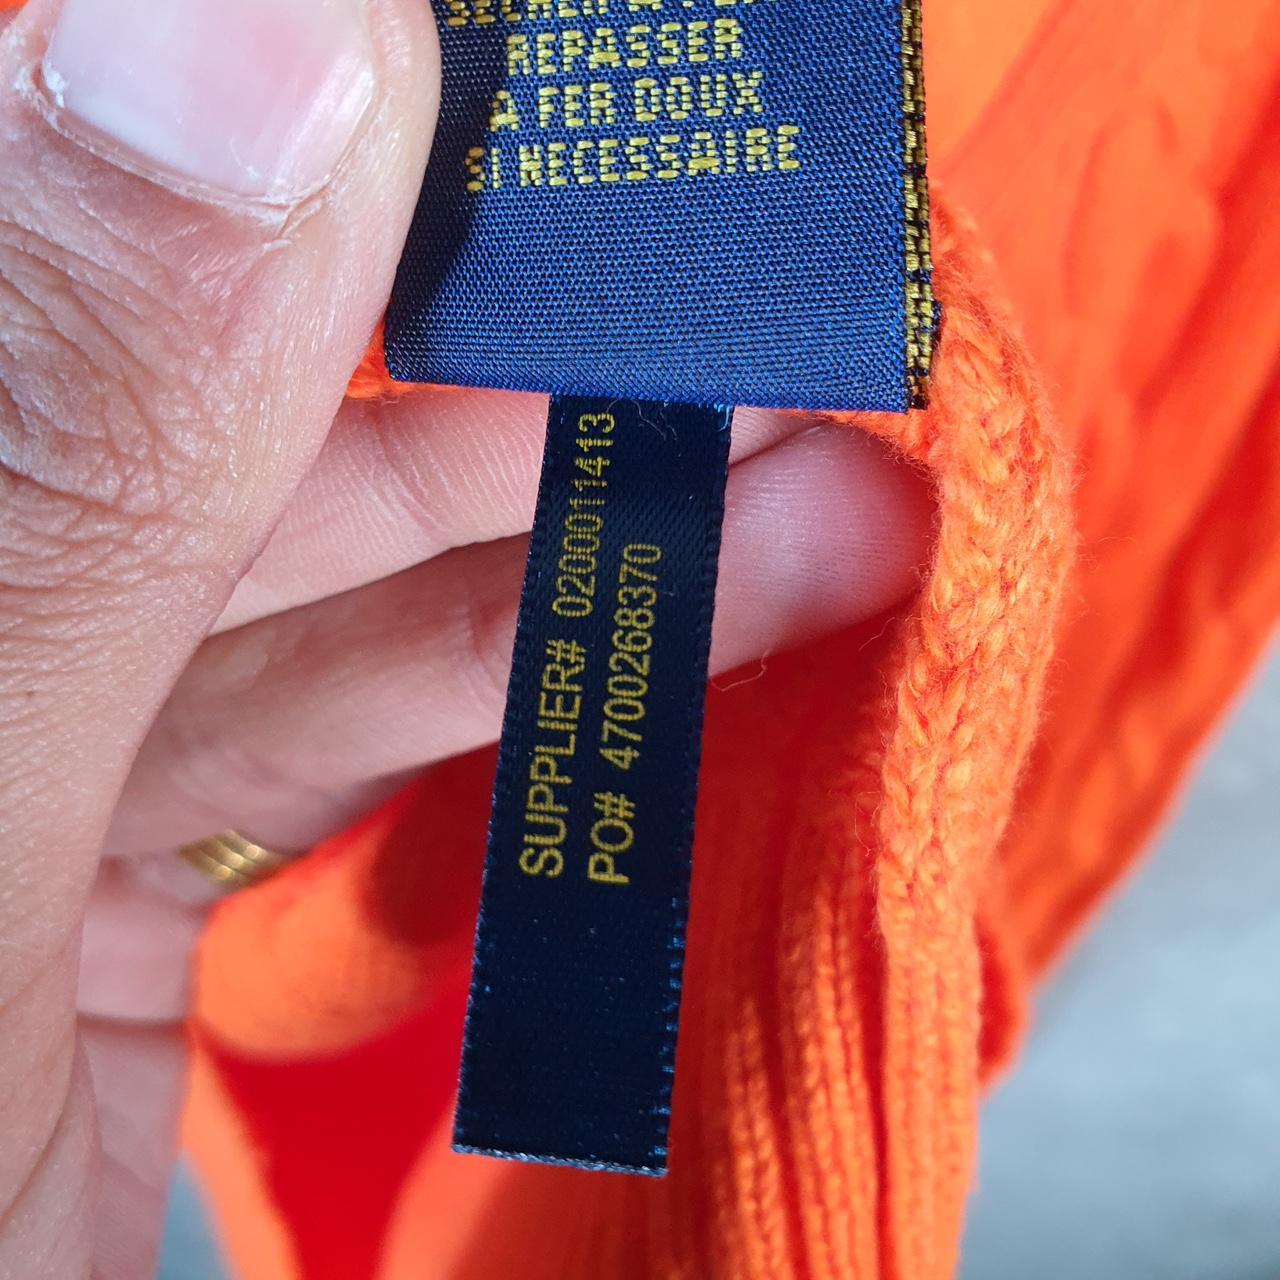 REPASSER
A FER DOUX
SI NECESSAIRE
SUPPLIER# 0200011413
PO# 4700268370